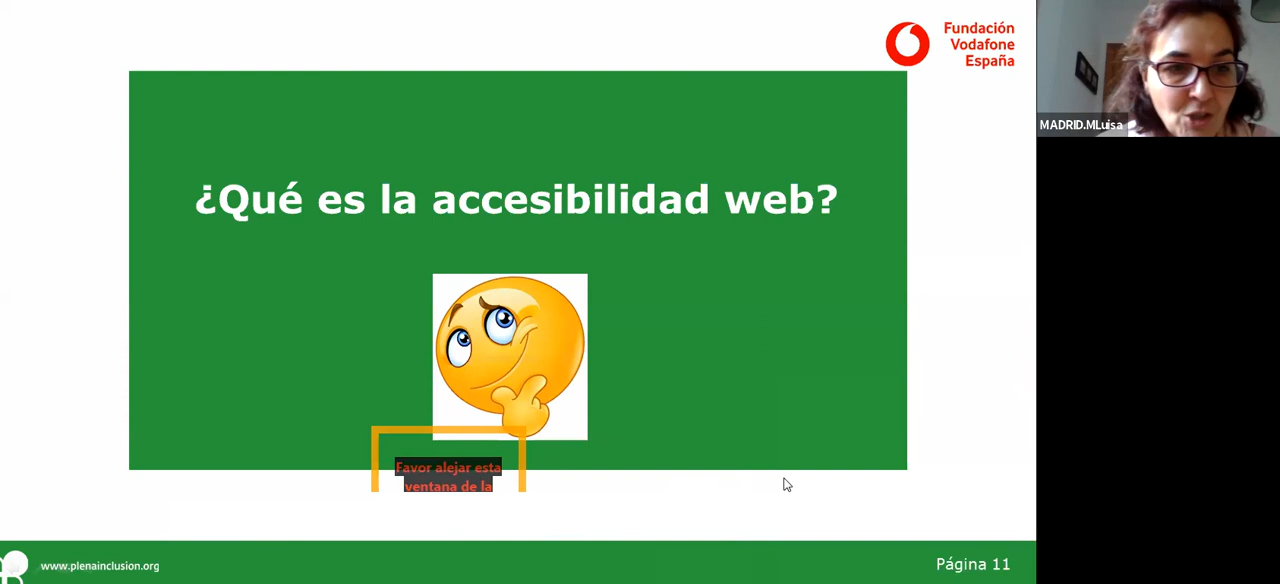 Fundación
Vodafone
España
MADRID.MLuisa
¿Qué es la accesibilidad web?
Favor alejar esta
ventana de la
www.plenainclusion.org
Página 11